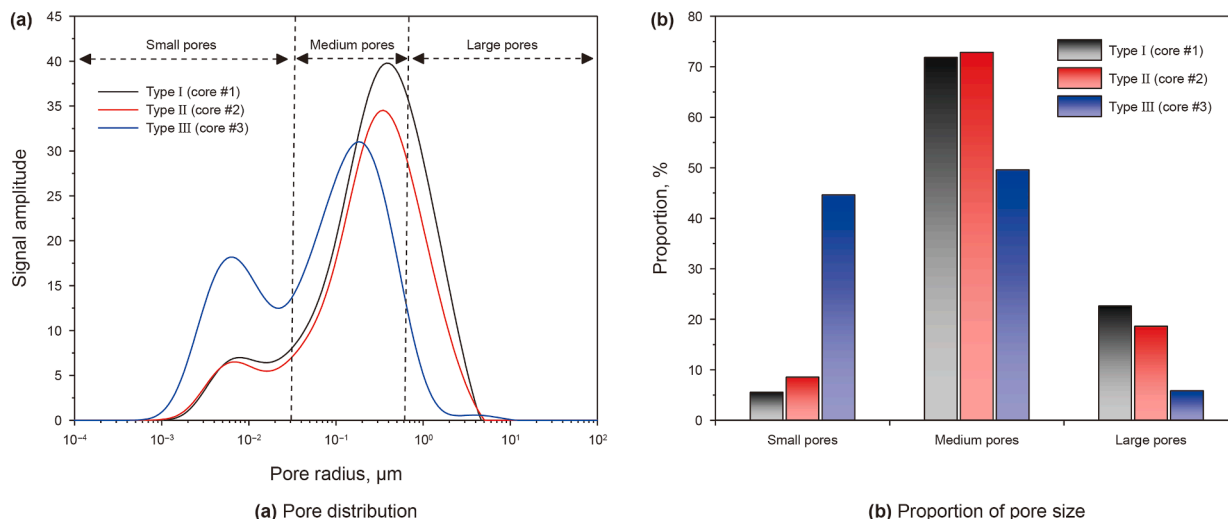 (a)
45
40
35
30
25
20
15
10
5
0
Signal amplitude
Small pores
Medium pores
Large pores
Type I (core #1)
Type II (core #2)
Type III (core #3)
10⁻⁴
10⁻³
10⁻²
10⁻¹
10⁰
10¹
10²
Pore radius, μm
(a) Pore distribution
(b)
80
70
60
50
40
30
20
10
0
Proportion, %
Type I (core #1)
Type II (core #2)
Type III (core #3)
Small pores
Medium pores
Large pores
(b) Proportion of pore size